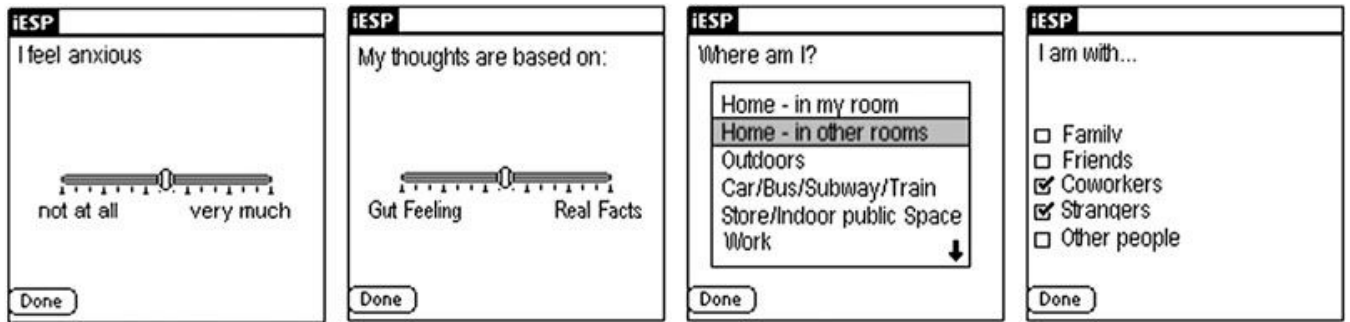 iESP
I feel anxious
not at all very much
Done
iESP
My thoughts are based on:
Gut Feeling Real Facts
Done
iESP
Where am I?
Home - in my room
Home - in other rooms
Outdoors
Car/Bus/Subway/Train
Store/Indoor public Space
Work
Done
iESP
I am with...
Family
Friends
Coworkers
Strangers
Other people
Done